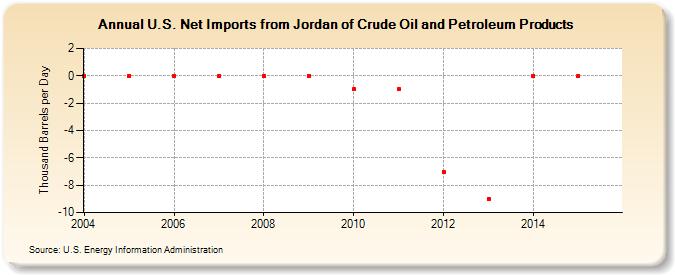 Annual U.S. Net Imports from Jordan of Crude Oil and Petroleum Products
Thousand Barrels per Day
2
0
-2
-4
-6
-8
-10
2004 2006 2008 2010 2012 2014
Source: U.S. Energy Information Administration